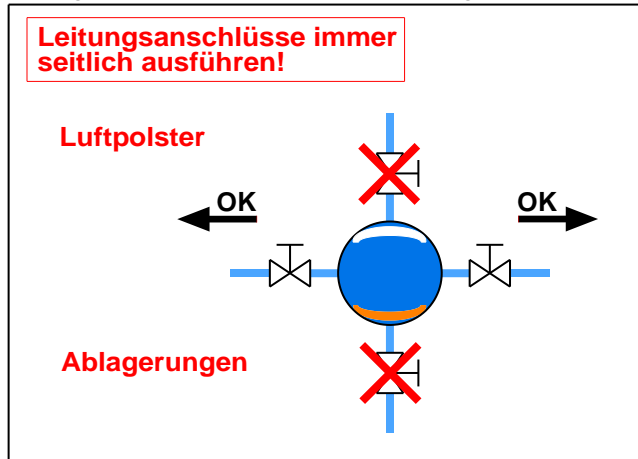 Leitungsanschlüsse immer
seitlich ausführen!
Luftpolster
OK
OK
Ablagerungen